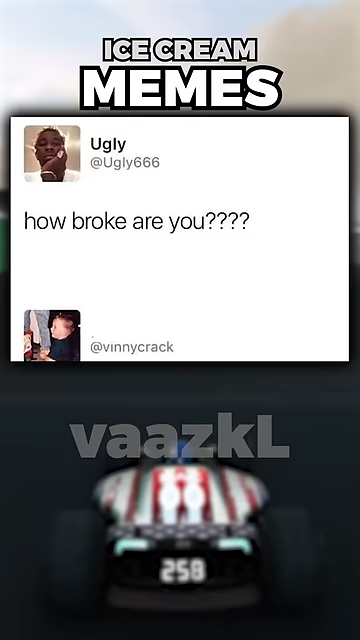 ICE CREAM
MEMES
Ugly
@Ugly666
how broke are you????
@vinnycrack
vaazkL
258